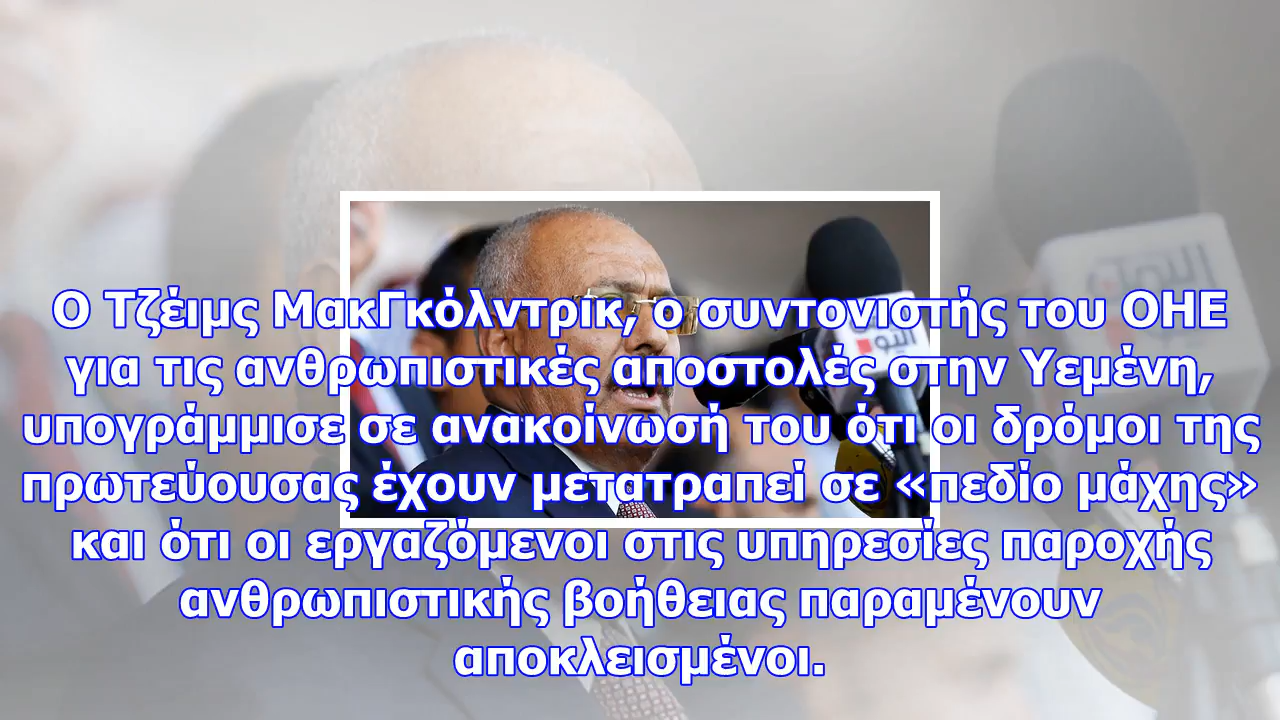 Ο Τζέιμς ΜακΓκόλντρικ, ο συντονιστής του ΟΗΕ
για τις ανθρωπιστικές αποστολές στην Υεμένη,
υπογράμμισε σε ανακοίνωσή του ότι οι δρόμοι της
πρωτεύουσας έχουν μετατραπεί σε «πεδίο μάχης»
και ότι οι εργαζόμενοι στις υπηρεσίες παροχής
ανθρωπιστικής βοήθειας παραμένουν
αποκλεισμένοι.